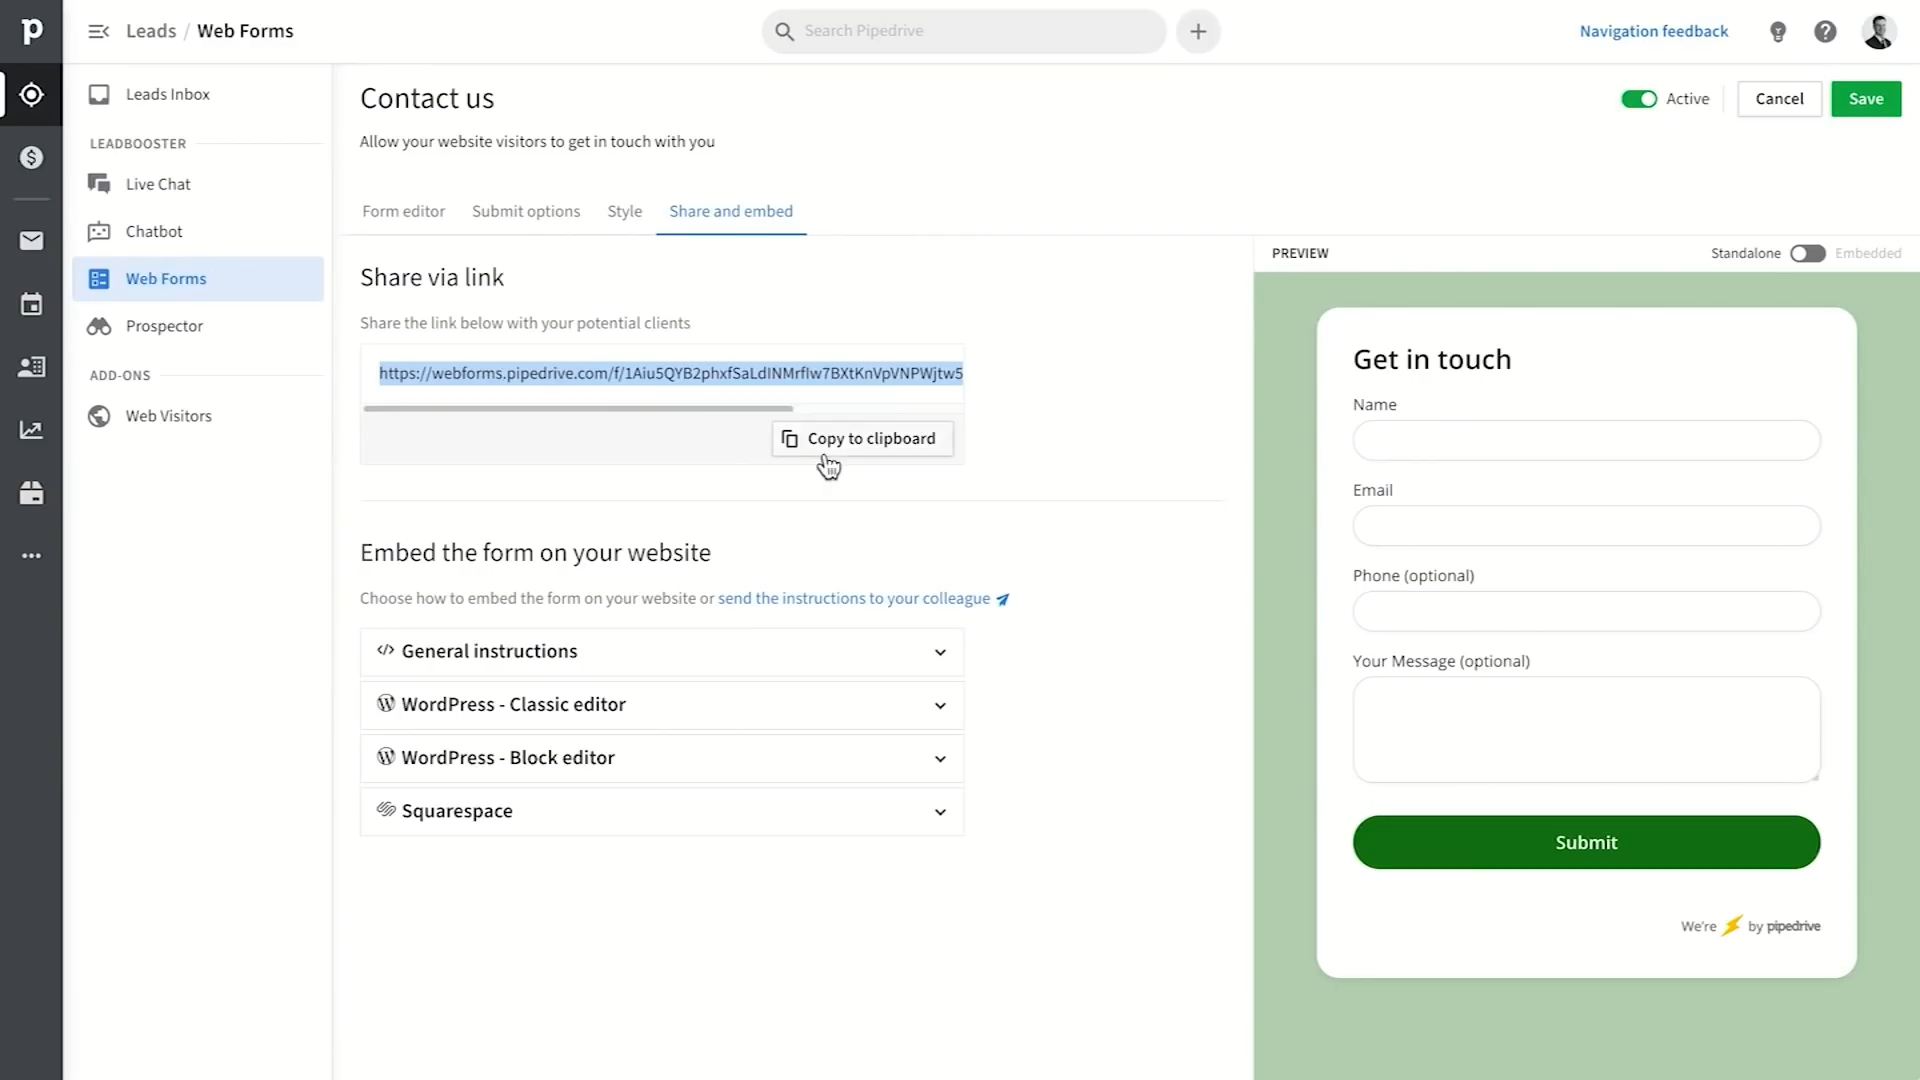 Leads / Web Forms
Search Pipedrive
Navigation feedback
Leads Inbox
LEADBOOSTER
Live Chat
Chatbot
Web Forms
Prospector
ADD-ONS
Web Visitors
Contact us
Allow your website visitors to get in touch with you
Active
Cancel
Save
Form editor
Submit options
Style
Share and embed
Share via link
Share the link below with your potential clients
https://webforms.pipedrive.com/f/1Aiu5QYB2phxfSaLdINMrfIw7BXtKnVpVNPWjtw5
Copy to clipboard
Embed the form on your website
Choose how to embed the form on your website or send the instructions to your colleague
General instructions
WordPress - Classic editor
WordPress - Block editor
Squarespace
PREVIEW
Standalone
Embedded
Get in touch
Name
Email
Phone (optional)
Your Message (optional)
Submit
We're ⚡ by pipedrive